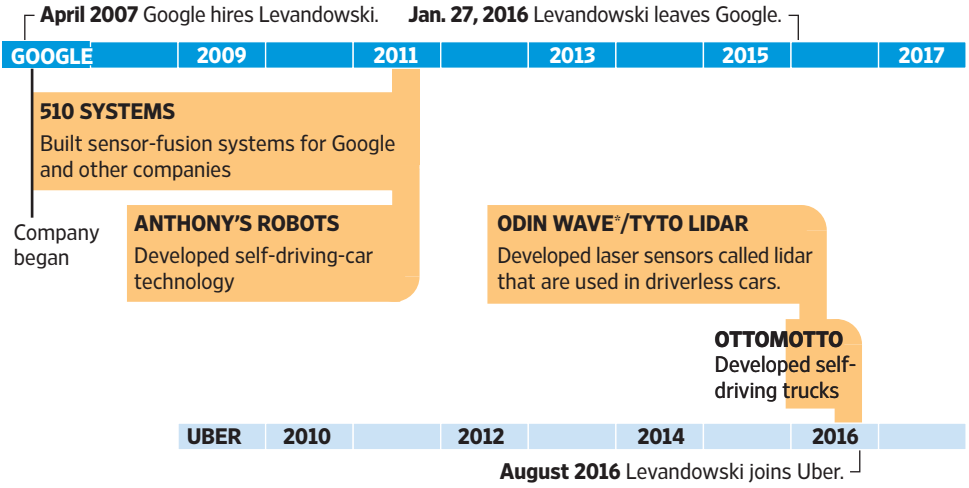 April 2007 Google hires Levandowski.
Jan. 27, 2016 Levandowski leaves Google.
GOOGLE 2009 2011 2013 2015 2017
510 SYSTEMS
Built sensor-fusion systems for Google
and other companies
Company
began
ANTHONY'S ROBOTS
Developed self-driving-car
technology
ODIN WAVE*/TYTO LIDAR
Developed laser sensors called lidar
that are used in driverless cars.
OTTOMOTTO
Developed self-
driving trucks
UBER 2010 2012 2014 2016
August 2016 Levandowski joins Uber.